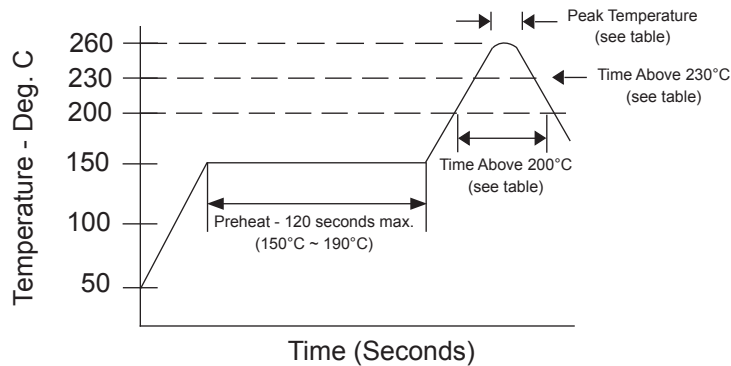 Temperature - Deg. C
260
230
200
150
100
50
Peak Temperature
(see table)
Time Above 230°C
(see table)
Time Above 200°C
(see table)
Preheat - 120 seconds max.
(150°C ~ 190°C)
Time (Seconds)